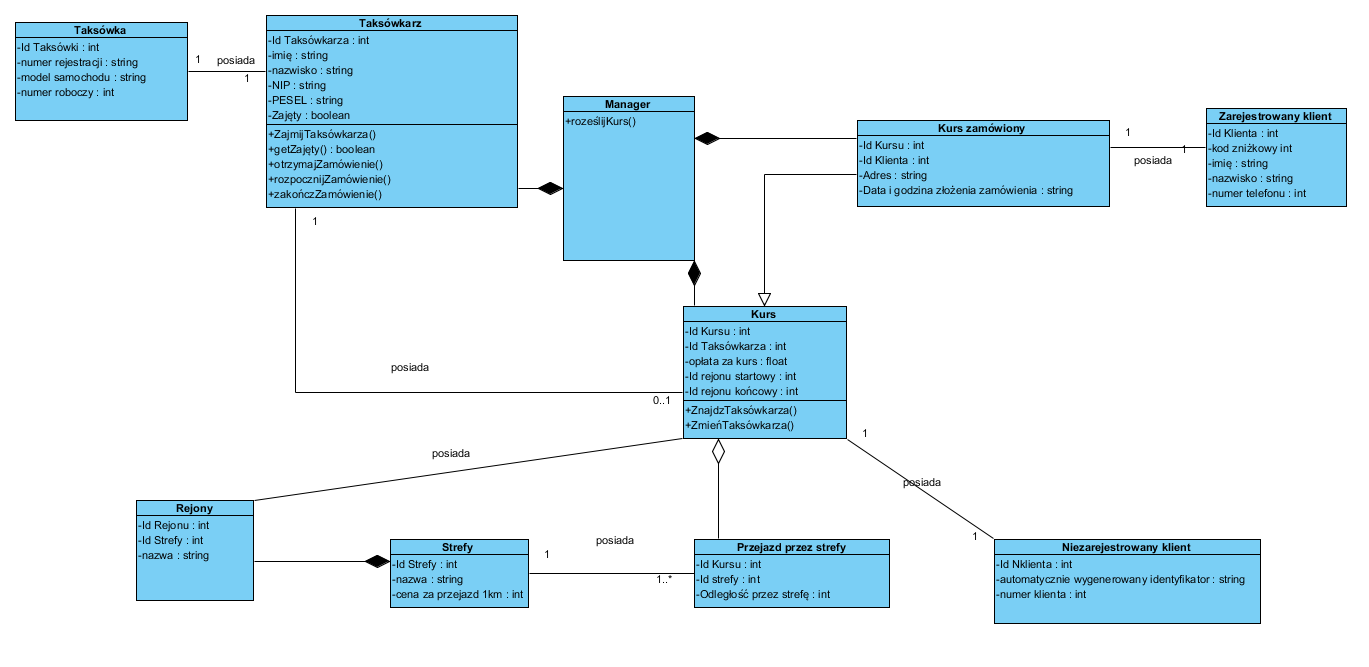 Taksówka
-Id Taksówki : int
-numer rejestracji : string
-model samochodu : string
-numer roboczy : int
1
posiada
1
Taksówkarz
-Id Taksówkarza : int
-imię : string
-nazwisko : string
-NIP : string
-PESEL : string
-Zajęty : boolean
+ZajmijTaksówkarza()
+getZajęty() : boolean
+otrzymajZamówienie()
+rozpocznijZamówienie()
+zakończZamówienie()
Manager
+roześlijKurs()
Kurs zamówiony
-Id Kursu : int
-Id Klienta : int
-Adres : string
-Data i godzina złożenia zamówienia : string
1
posiada
1
Zarejestrowany klient
-Id Klienta : int
-kod zniżkowy int
-imię : string
-nazwisko : string
-numer telefonu : int
1
posiada
0..1
Kurs
-Id Kursu : int
-Id Taksówkarza : int
-opłata za kurs : float
-Id rejonu startowy : int
-Id rejonu końcowy : int
+ZnajdzTaksówkarza()
+ZmieńTaksówkarza()
posiada
1
posiada
1
Rejony
-Id Rejonu : int
-Id Strefy : int
-nazwa : string
Strefy
-Id Strefy : int
-nazwa : string
-cena za przejazd 1km : int
1
posiada
1..*
Przejazd przez strefy
-Id Kursu : int
-Id strefy : int
-Odległość przez strefę : int
Niezarejestrowany klient
-Id Nklienta : int
-automatycznie wygenerowany identyfikator : string
-numer klienta : int